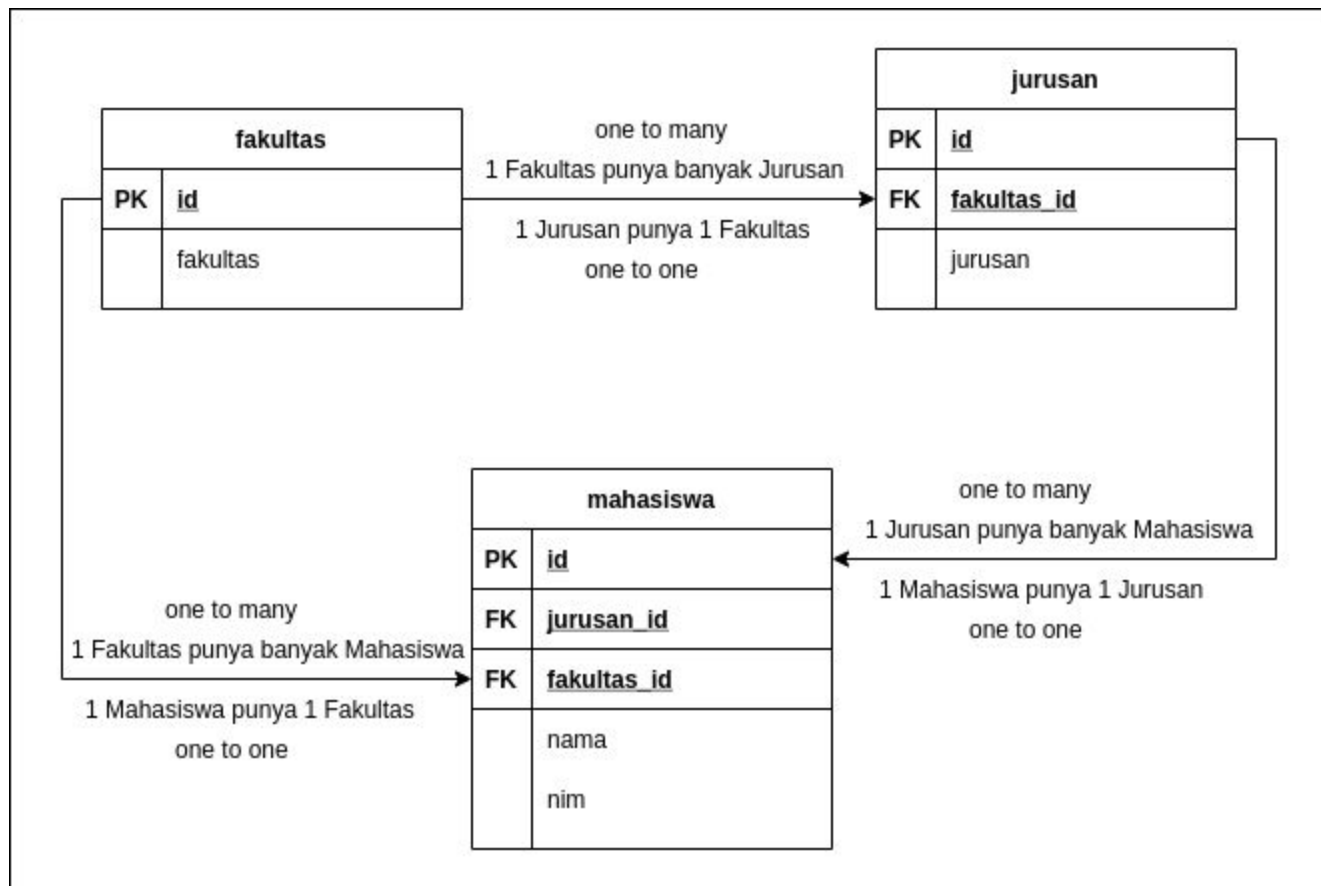 fakultas
PK id
fakultas
one to many
1 Fakultas punya banyak Jurusan
1 Jurusan punya 1 Fakultas
one to one
jurusan
PK id
FK fakultas_id
jurusan
one to many
1 Jurusan punya banyak Mahasiswa
1 Mahasiswa punya 1 Jurusan
one to one
mahasiswa
PK id
FK jurusan_id
FK fakultas_id
nama
nim
one to many
1 Fakultas punya banyak Mahasiswa
1 Mahasiswa punya 1 Fakultas
one to one